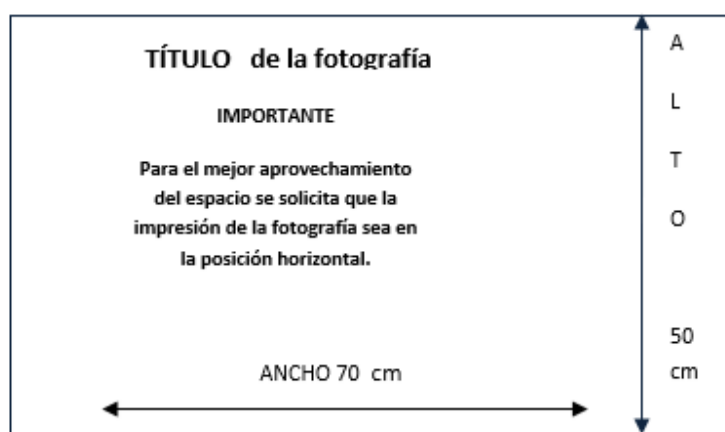 TÍTULO de la fotografía
IMPORTANTE
Para el mejor aprovechamiento
del espacio se solicita que la
impresión de la fotografía sea en
la posición horizontal.
ANCHO 70 cm
A
L
T
O
50
cm